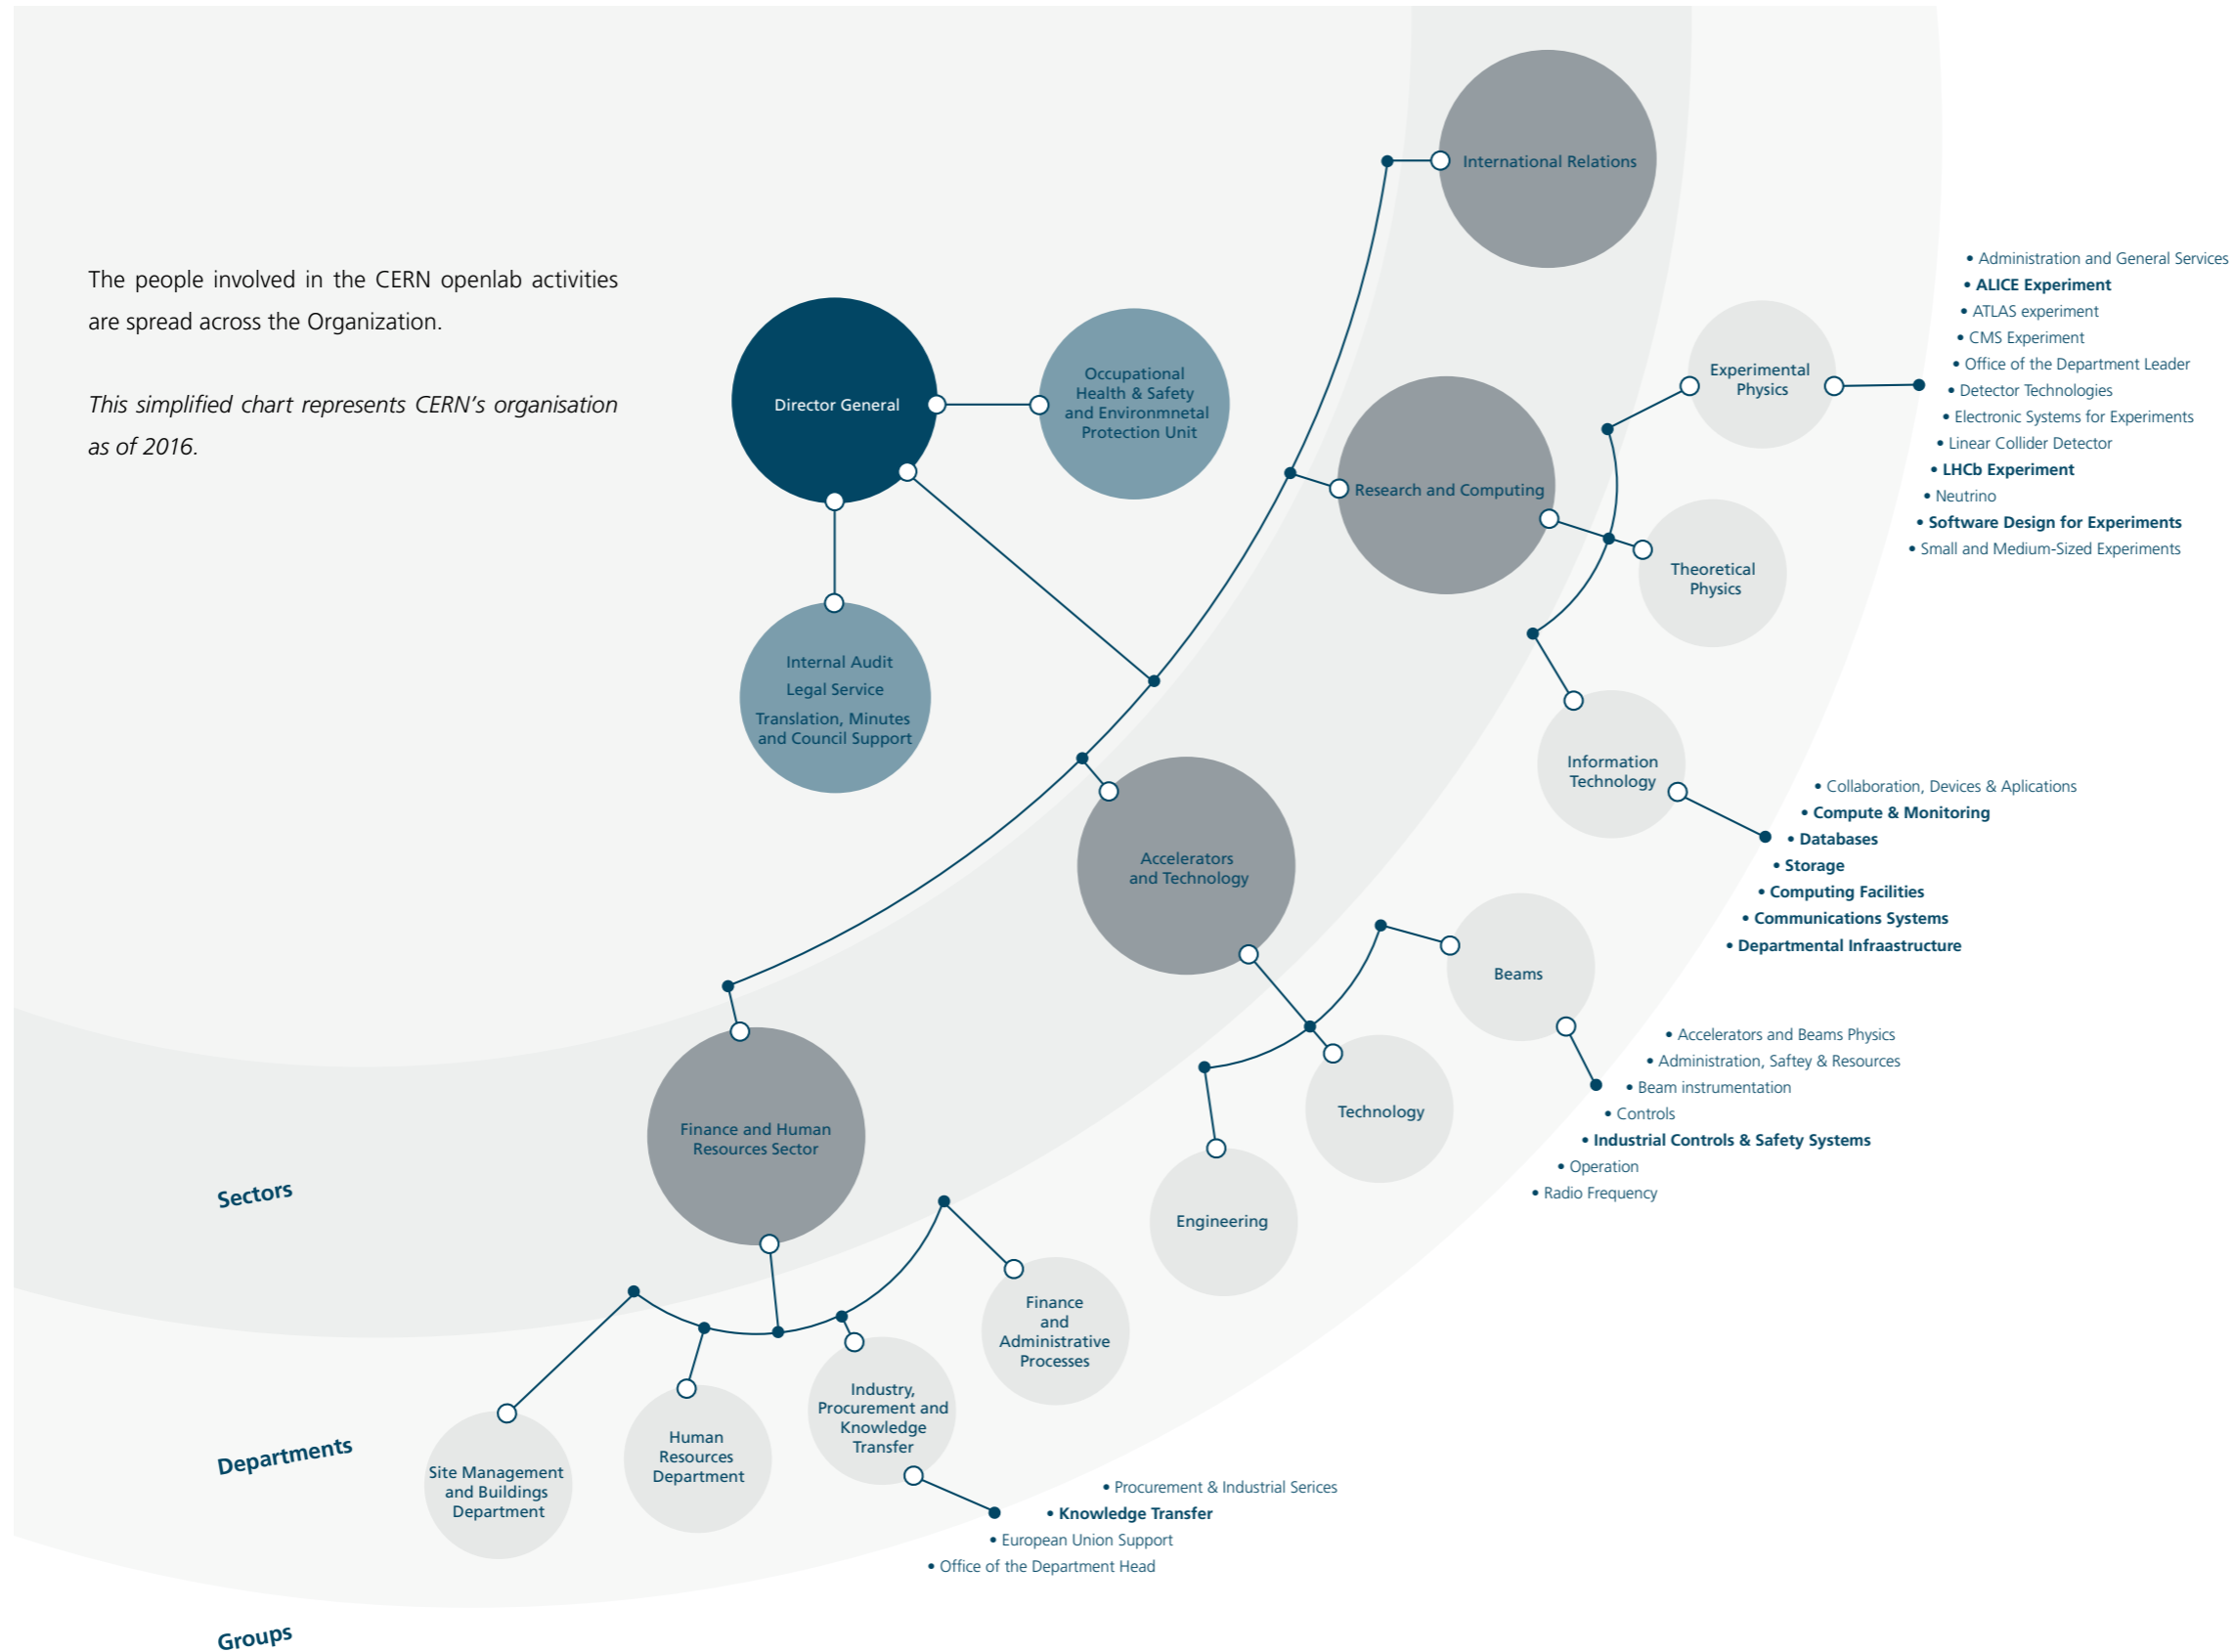 The people involved in the CERN openlab activities
are spread across the Organization.
This simplified chart represents CERN's organisation
as of 2016.
Director General
Occupational
Health & Safety
and Environmnetal
Protection Unit
Internal Audit
Legal Service
Translation, Minutes
and Council Support
International Relations
Research and Computing
Experimental
Physics
• Administration and General Services
• ALICE Experiment
• ATLAS experiment
• CMS Experiment
• Office of the Department Leader
• Detector Technologies
• Electronic Systems for Experiments
• Linear Collider Detector
• LHCb Experiment
• Neutrino
• Software Design for Experiments
• Small and Medium-Sized Experiments
Theoretical
Physics
Information
Technology
• Collaboration, Devices & Aplications
• Compute & Monitoring
• Databases
• Storage
• Computing Facilities
• Communications Systems
• Departmental Infraastructure
Accelerators
and Technology
Beams
• Accelerators and Beams Physics
• Administration, Saftey & Resources
• Beam instrumentation
• Controls
• Industrial Controls & Safety Systems
• Operation
• Radio Frequency
Technology
Engineering
Finance and Human
Resources Sector
Finance
and
Administrative
Processes
Industry,
Procurement and
Knowledge
Transfer
• Procurement & Industrial Serices
• Knowledge Transfer
• European Union Support
• Office of the Department Head
Human
Resources
Department
Site Management
and Buildings
Department
Sectors
Departments
Groups